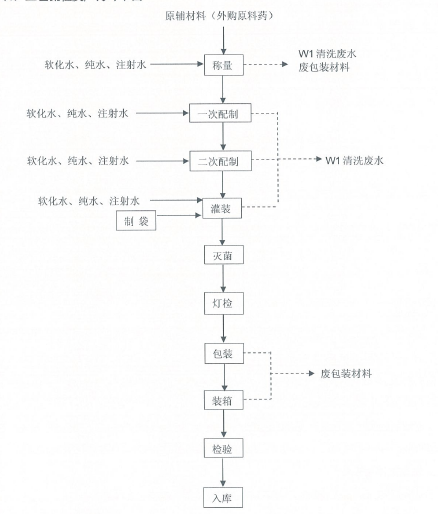 原辅材料（外购原料药）
软化水、纯水、注射水
称量
W1清洗废水
废包装材料
软化水、纯水、注射水
一次配制
软化水、纯水、注射水
二次配制
W1清洗废水
软化水、纯水、注射水
灌装
制 袋
灭菌
灯检
包装
废包装材料
装箱
检验
入库